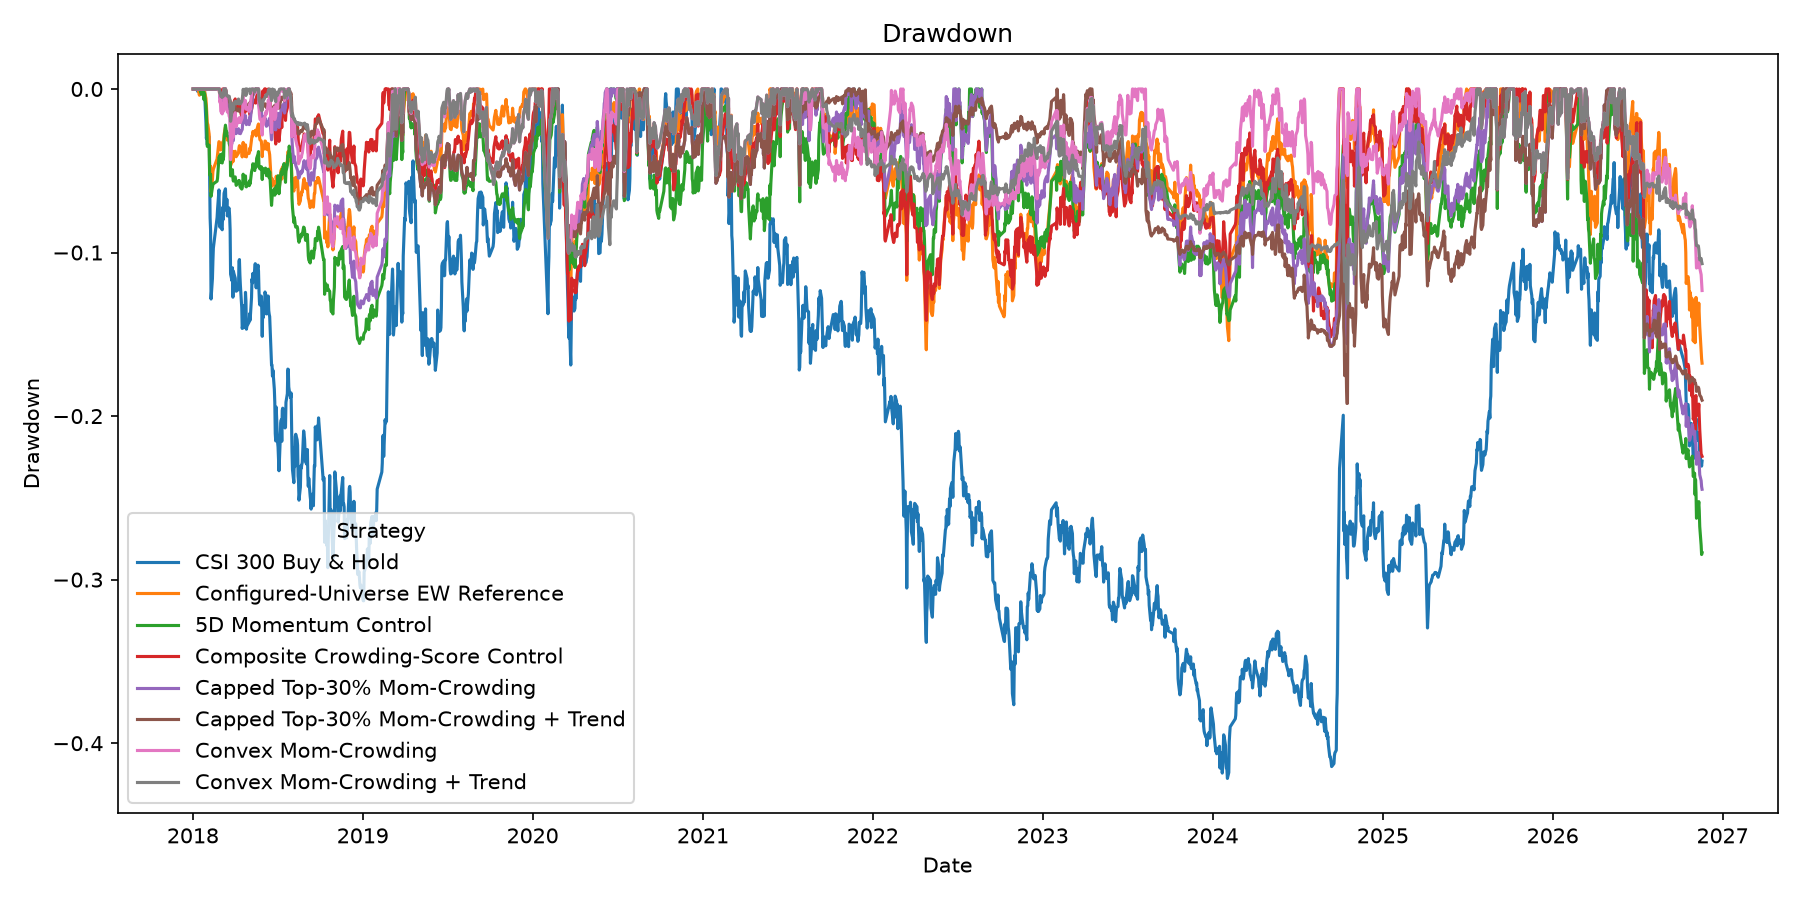 Drawdown
0.0
−0.1
−0.2
−0.3
−0.4
Drawdown
Strategy
CSI 300 Buy & Hold
Configured-Universe EW Reference
5D Momentum Control
Composite Crowding-Score Control
Capped Top-30% Mom-Crowding
Capped Top-30% Mom-Crowding + Trend
Convex Mom-Crowding
Convex Mom-Crowding + Trend
2018 2019 2020 2021 2022 2023 2024 2025 2026 2027
Date